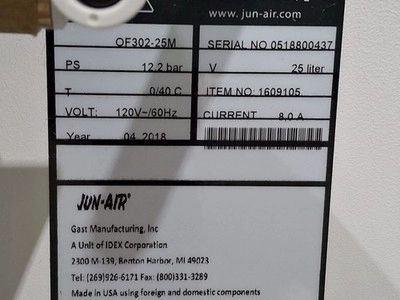 www.jun-air.com
OF302-25M SERIAL NO 0518800437
PS 12.2 bar V 25 liter
T 0/40 C ITEM NO: 1609105
VOLT: 120V~/60Hz CURRENT 8,0 A
Year 04 2018
JUN-AIR®
Gast Manufacturing, Inc
A Unit of IDEX Corporation
2300 M-139, Benton Harbor, MI 49023
Tel: (269)926-6171 Fax: (800)331-3289
Made in USA using foreign and domestic components